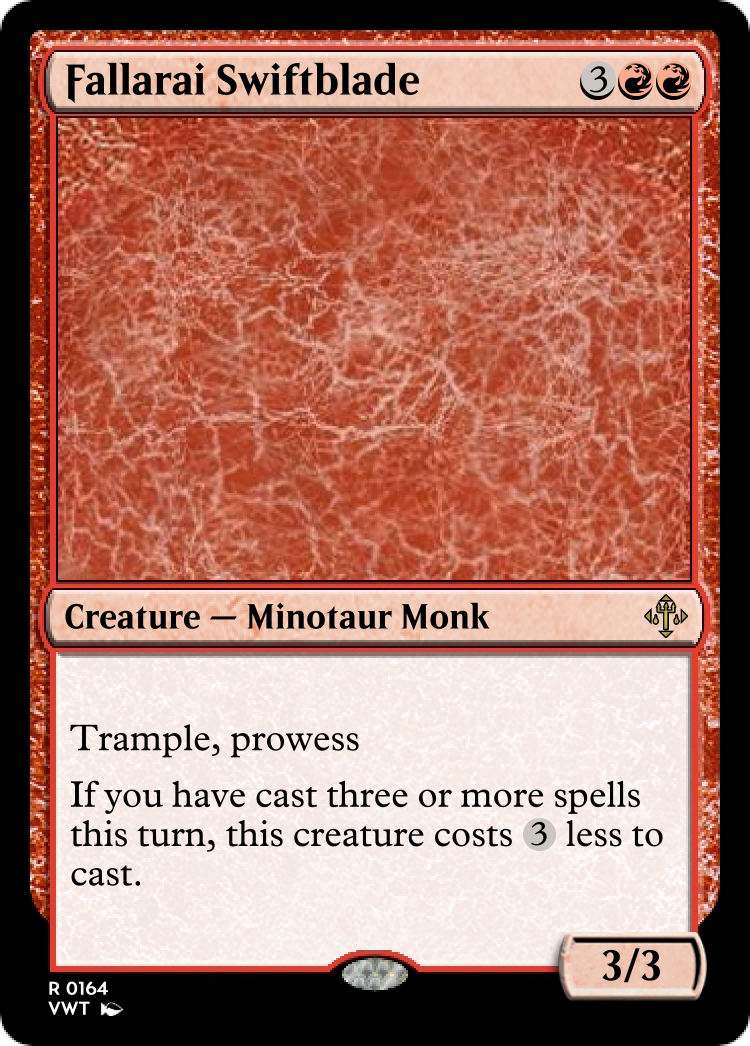 Fallarai Swiftblade 3
Creature — Minotaur Monk
Trample, prowess
If you have cast three or more spells
this turn, this creature costs 3 less to
cast.
3/3
R 0164
VWT